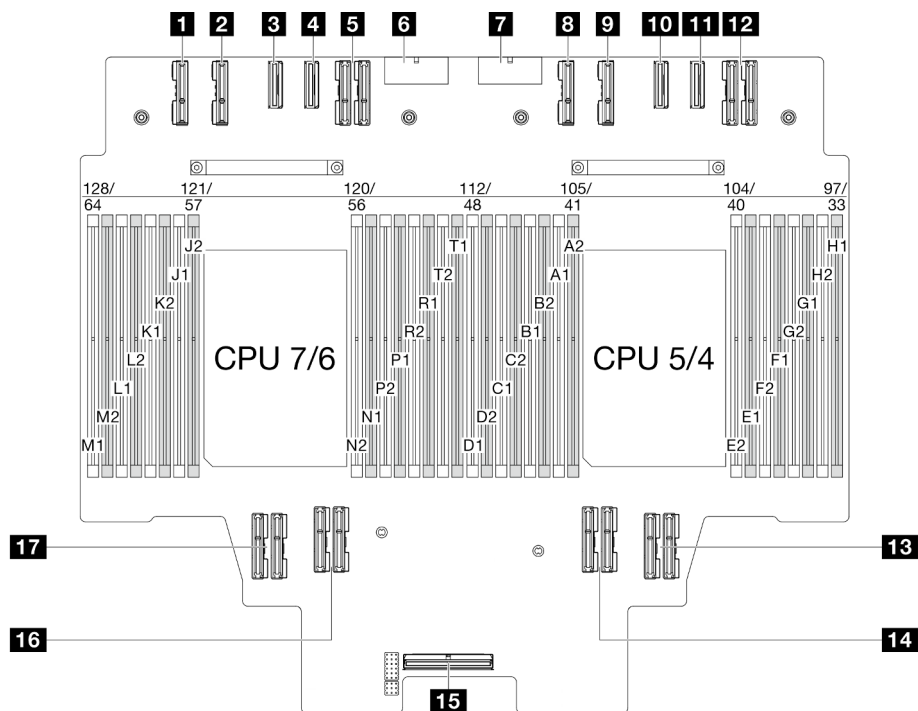 1 2 3 4 5 6 7 8 9 10 11 12
128/ 121/ 120/ 112/ 105/ 104/ 97/
64 57 56 48 41 40 33
J2 T1 A2 H1
J1 T2 A1 H2
K2 R1 B2 G1
K1 R2 B1 G2
CPU 7/6 CPU 5/4
L2 P1 C2 F1
L1 P2 C1 F2
M2 N1 D2 E1
M1 N2 D1 E2
17 13
16 14
15